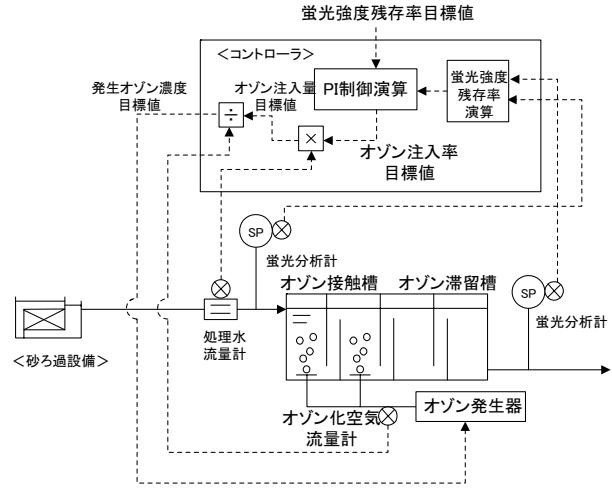 蛍光強度残存率目標値
＜コントローラ＞
発生オゾン濃度
目標値
オゾン注入量
目標値
PI制御演算
蛍光強度
残存率
演算
÷
×
オゾン注入率
目標値
SP
蛍光分析計
オゾン接触槽
オゾン滞留槽
SP
蛍光分析計
処理水
流量計
＜砂ろ過設備＞
オゾン化空気
流量計
オゾン発生器